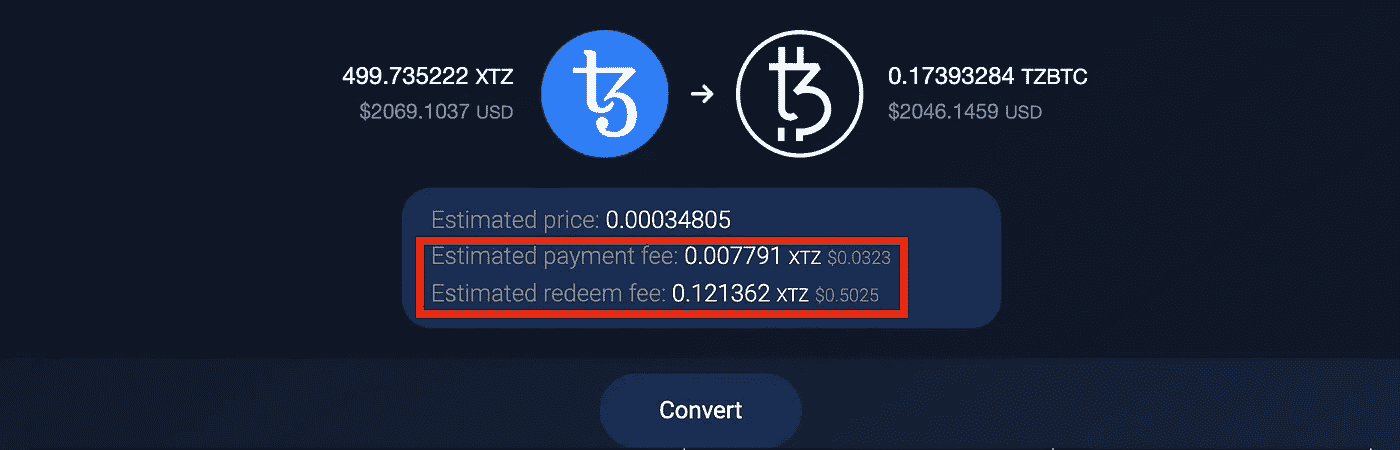 499.735222 XTZ
$2069.1037 USD
0.17393284 TZBTC
$2046.1459 USD
Estimated price: 0.00034805
Estimated payment fee: 0.007791 XTZ $0.0323
Estimated redeem fee: 0.121362 XTZ $0.5025
Convert